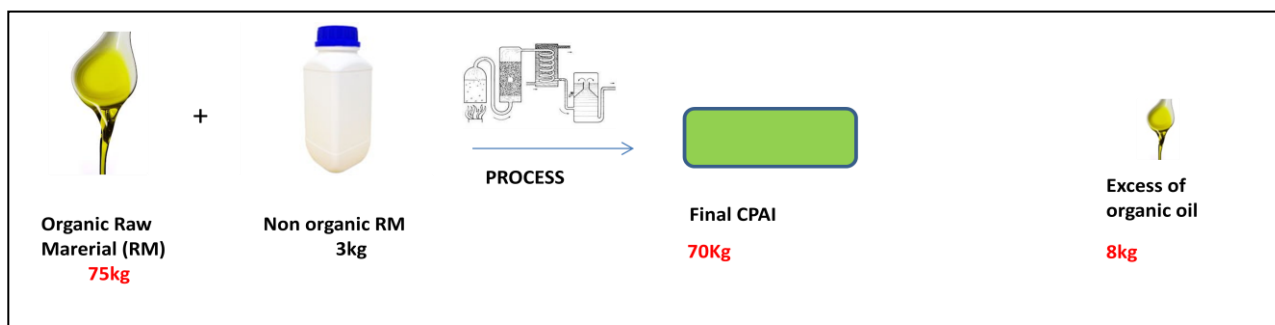 +
PROCESS
Organic Raw
Marerial (RM)
75kg
Non organic RM
3kg
Final CPAI
70Kg
Excess of
organic oil
8kg